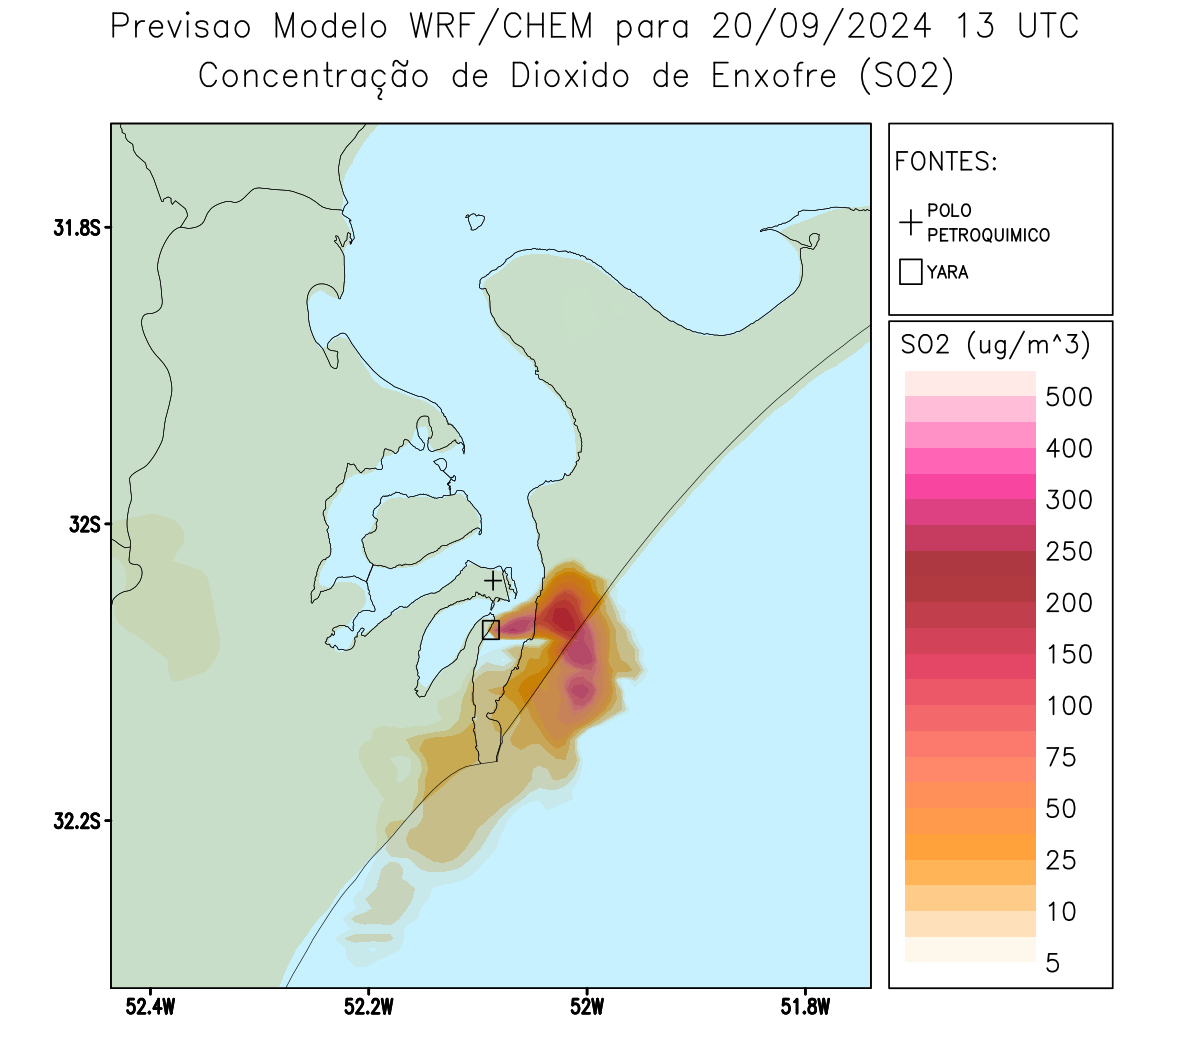 Previsao Modelo WRF/CHEM para 20/09/2024 13 UTC
Concentração de Dioxido de Enxofre (SO2)
FONTES:
POLO
PETROQUIMICO
YARA
SO2 (ug/m^3)
500
400
300
250
200
150
100
75
50
25
10
5
31.8S
32S
32.2S
52.4W
52.2W
52W
51.8W